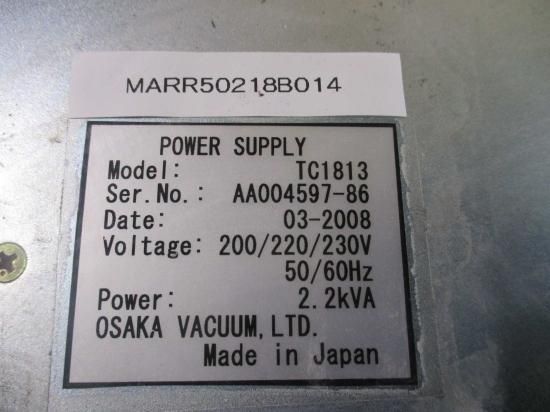 MARR50218B014
POWER SUPPLY
Model: TC1813
Ser.No.: AA004597-86
Date: 03-2008
Voltage: 200/220/230V
50/60Hz
Power: 2.2kVA
OSAKA VACUUM,LTD.
Made in Japan